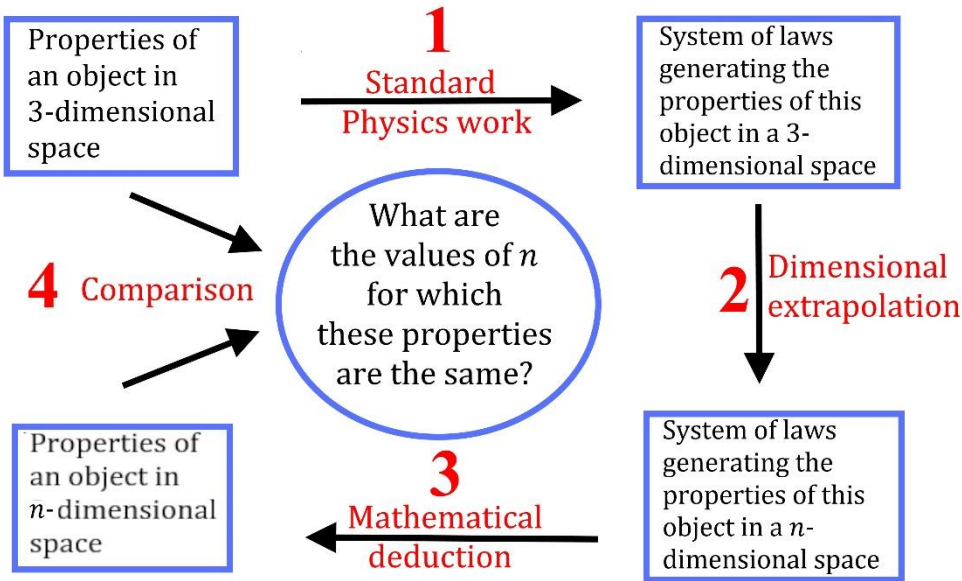 Properties of
an object in
3-dimensional
space
1
Standard
Physics work
System of laws
generating the
properties of this
object in a 3-
dimensional space
2
Dimensional
extrapolation
System of laws
generating the
properties of this
object in a n-
dimensional space
3
Mathematical
deduction
Properties of
an object in
n-dimensional
space
4
Comparison
What are
the values of n
for which
these properties
are the same?